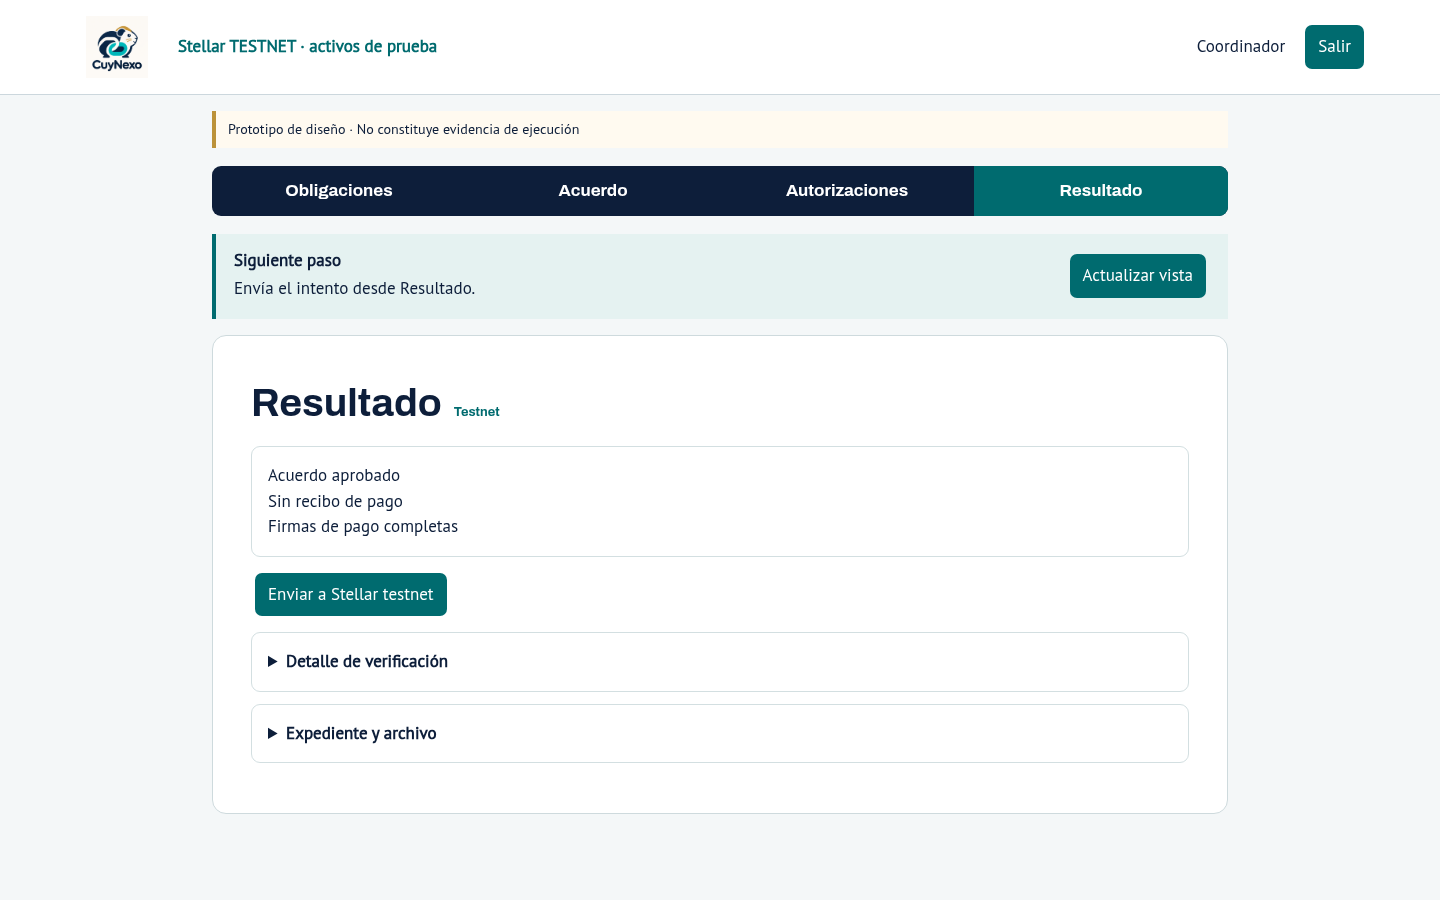 CuyNexo
Stellar TESTNET · activos de prueba
Coordinador
Salir
Prototipo de diseño · No constituye evidencia de ejecución
Obligaciones
Acuerdo
Autorizaciones
Resultado
Siguiente paso
Envía el intento desde Resultado.
Actualizar vista
Resultado Testnet
Acuerdo aprobado
Sin recibo de pago
Firmas de pago completas
Enviar a Stellar testnet
Detalle de verificación
Expediente y archivo